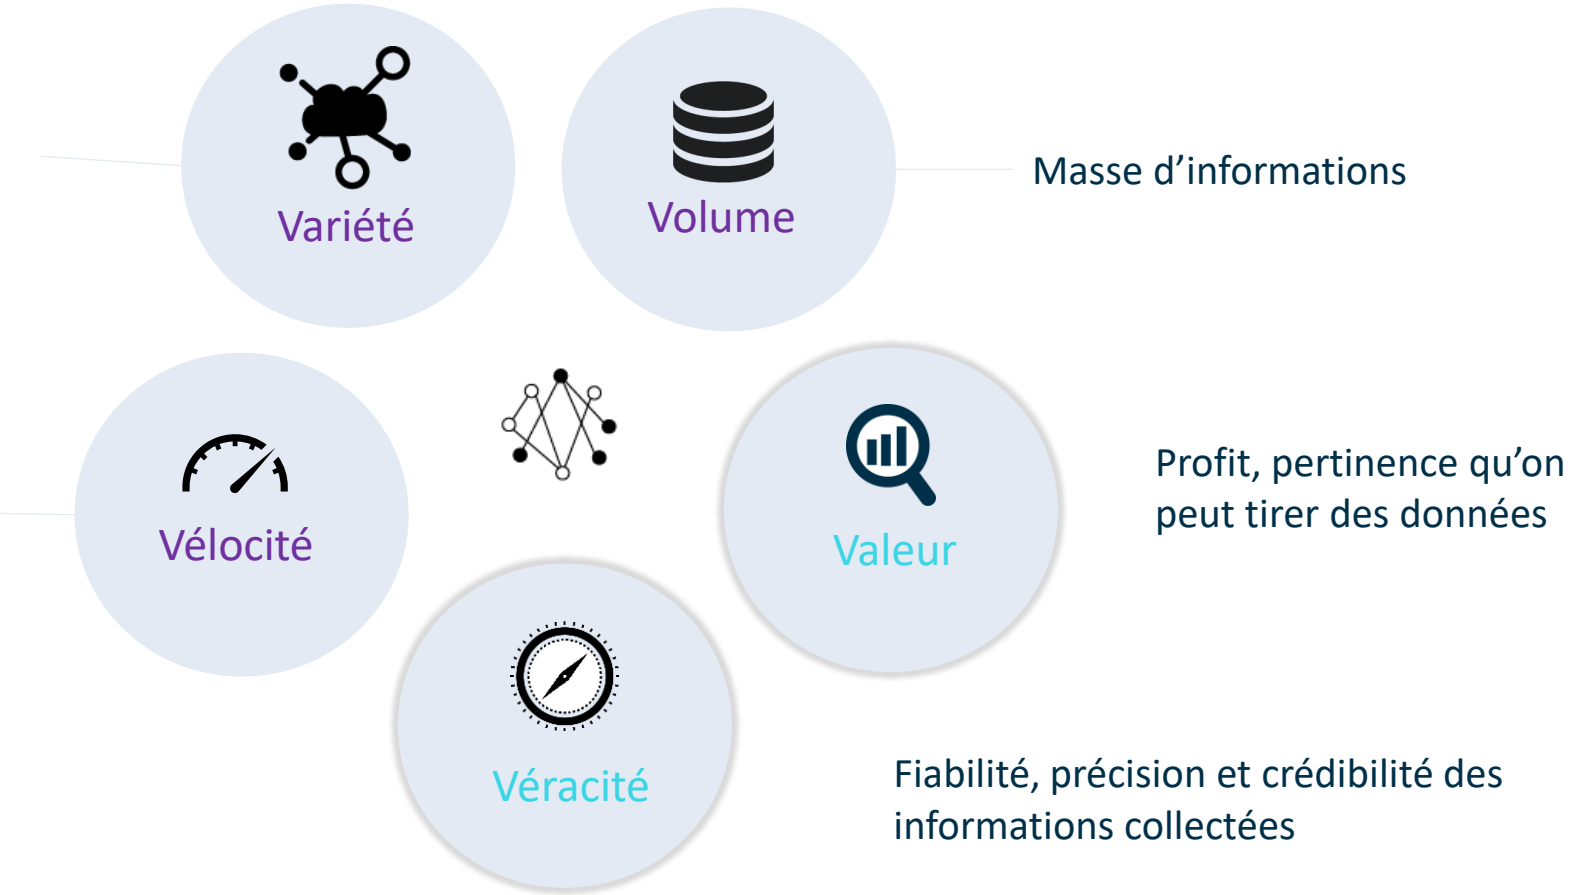 Variété
Volume
Masse d’informations
Vélocité
Valeur
Profit, pertinence qu’on
peut tirer des données
Véracité
Fiabilité, précision et crédibilité des
informations collectées